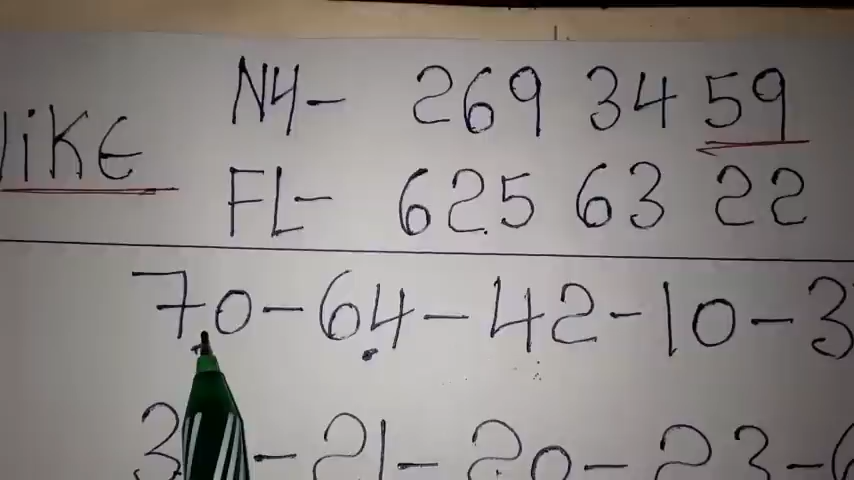 like
NY- 269 34 59
FL- 625 63 22
70-64-42-10-3
-21-20-23-